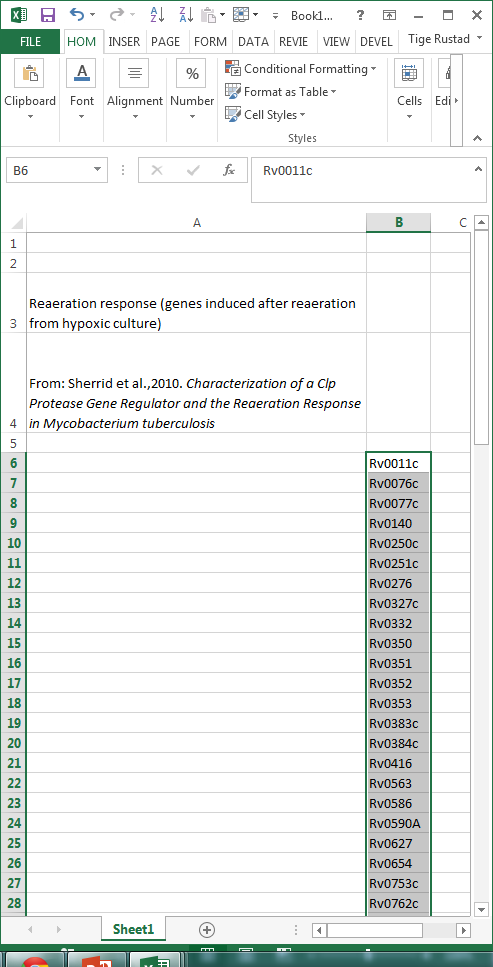 Book1...
?
FILE
HOM
INSER
PAGE
FORM
DATA
REVIE
VIEW
DEVEL
Tige Rustad
Clipboard
Font
Alignment
Number
%
Conditional Formatting
Format as Table
Cell Styles
Styles
Cells
Edi
B6
fx
Rv0011c
A
B
C
1
2
3 Reaeration response (genes induced after reaeration
from hypoxic culture)
4 From: Sherrid et al.,2010. Characterization of a Clp
Protease Gene Regulator and the Reaeration Response
in Mycobacterium tuberculosis
5
6 Rv0011c
7 Rv0076c
8 Rv0077c
9 Rv0140
10 Rv0250c
11 Rv0251c
12 Rv0276
13 Rv0327c
14 Rv0332
15 Rv0350
16 Rv0351
17 Rv0352
18 Rv0353
19 Rv0383c
20 Rv0384c
21 Rv0416
22 Rv0563
23 Rv0586
24 Rv0590A
25 Rv0627
26 Rv0654
27 Rv0753c
28 Rv0762c
Sheet1